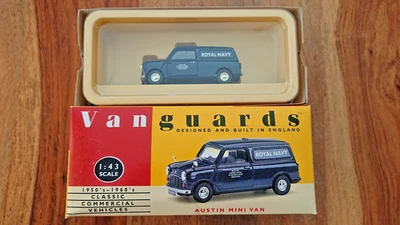 ROYAL NAVY
Vanguards
DESIGNED AND BUILT IN ENGLAND
1:43
SCALE
1950's-1960's
CLASSIC
COMMERCIAL
VEHICLES
ROYAL NAVY
AUSTIN MINI VAN